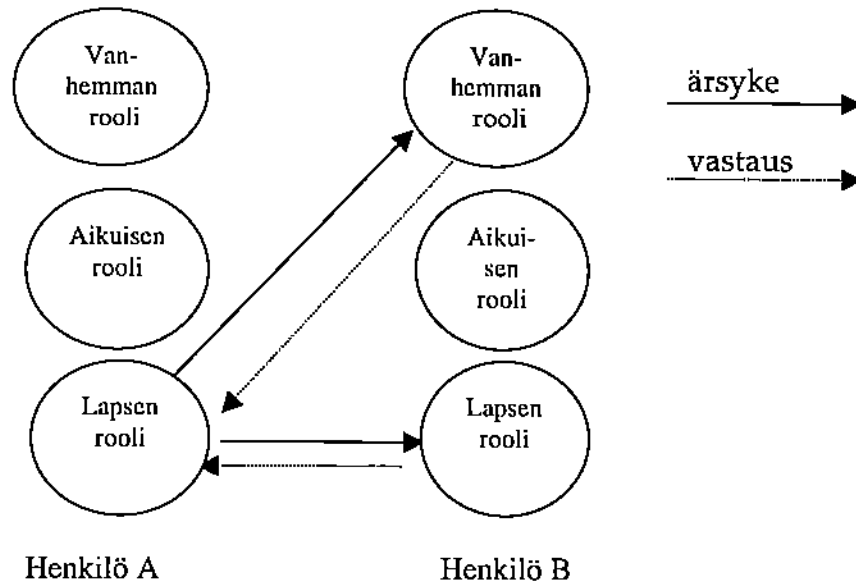 Van-
hemman
rooli
Van-
hemman
rooli
ärsyke
vastaus
Aikuisen
rooli
Aikui-
sen
rooli
Lapsen
rooli
Lapsen
rooli
Henkilö A
Henkilö B